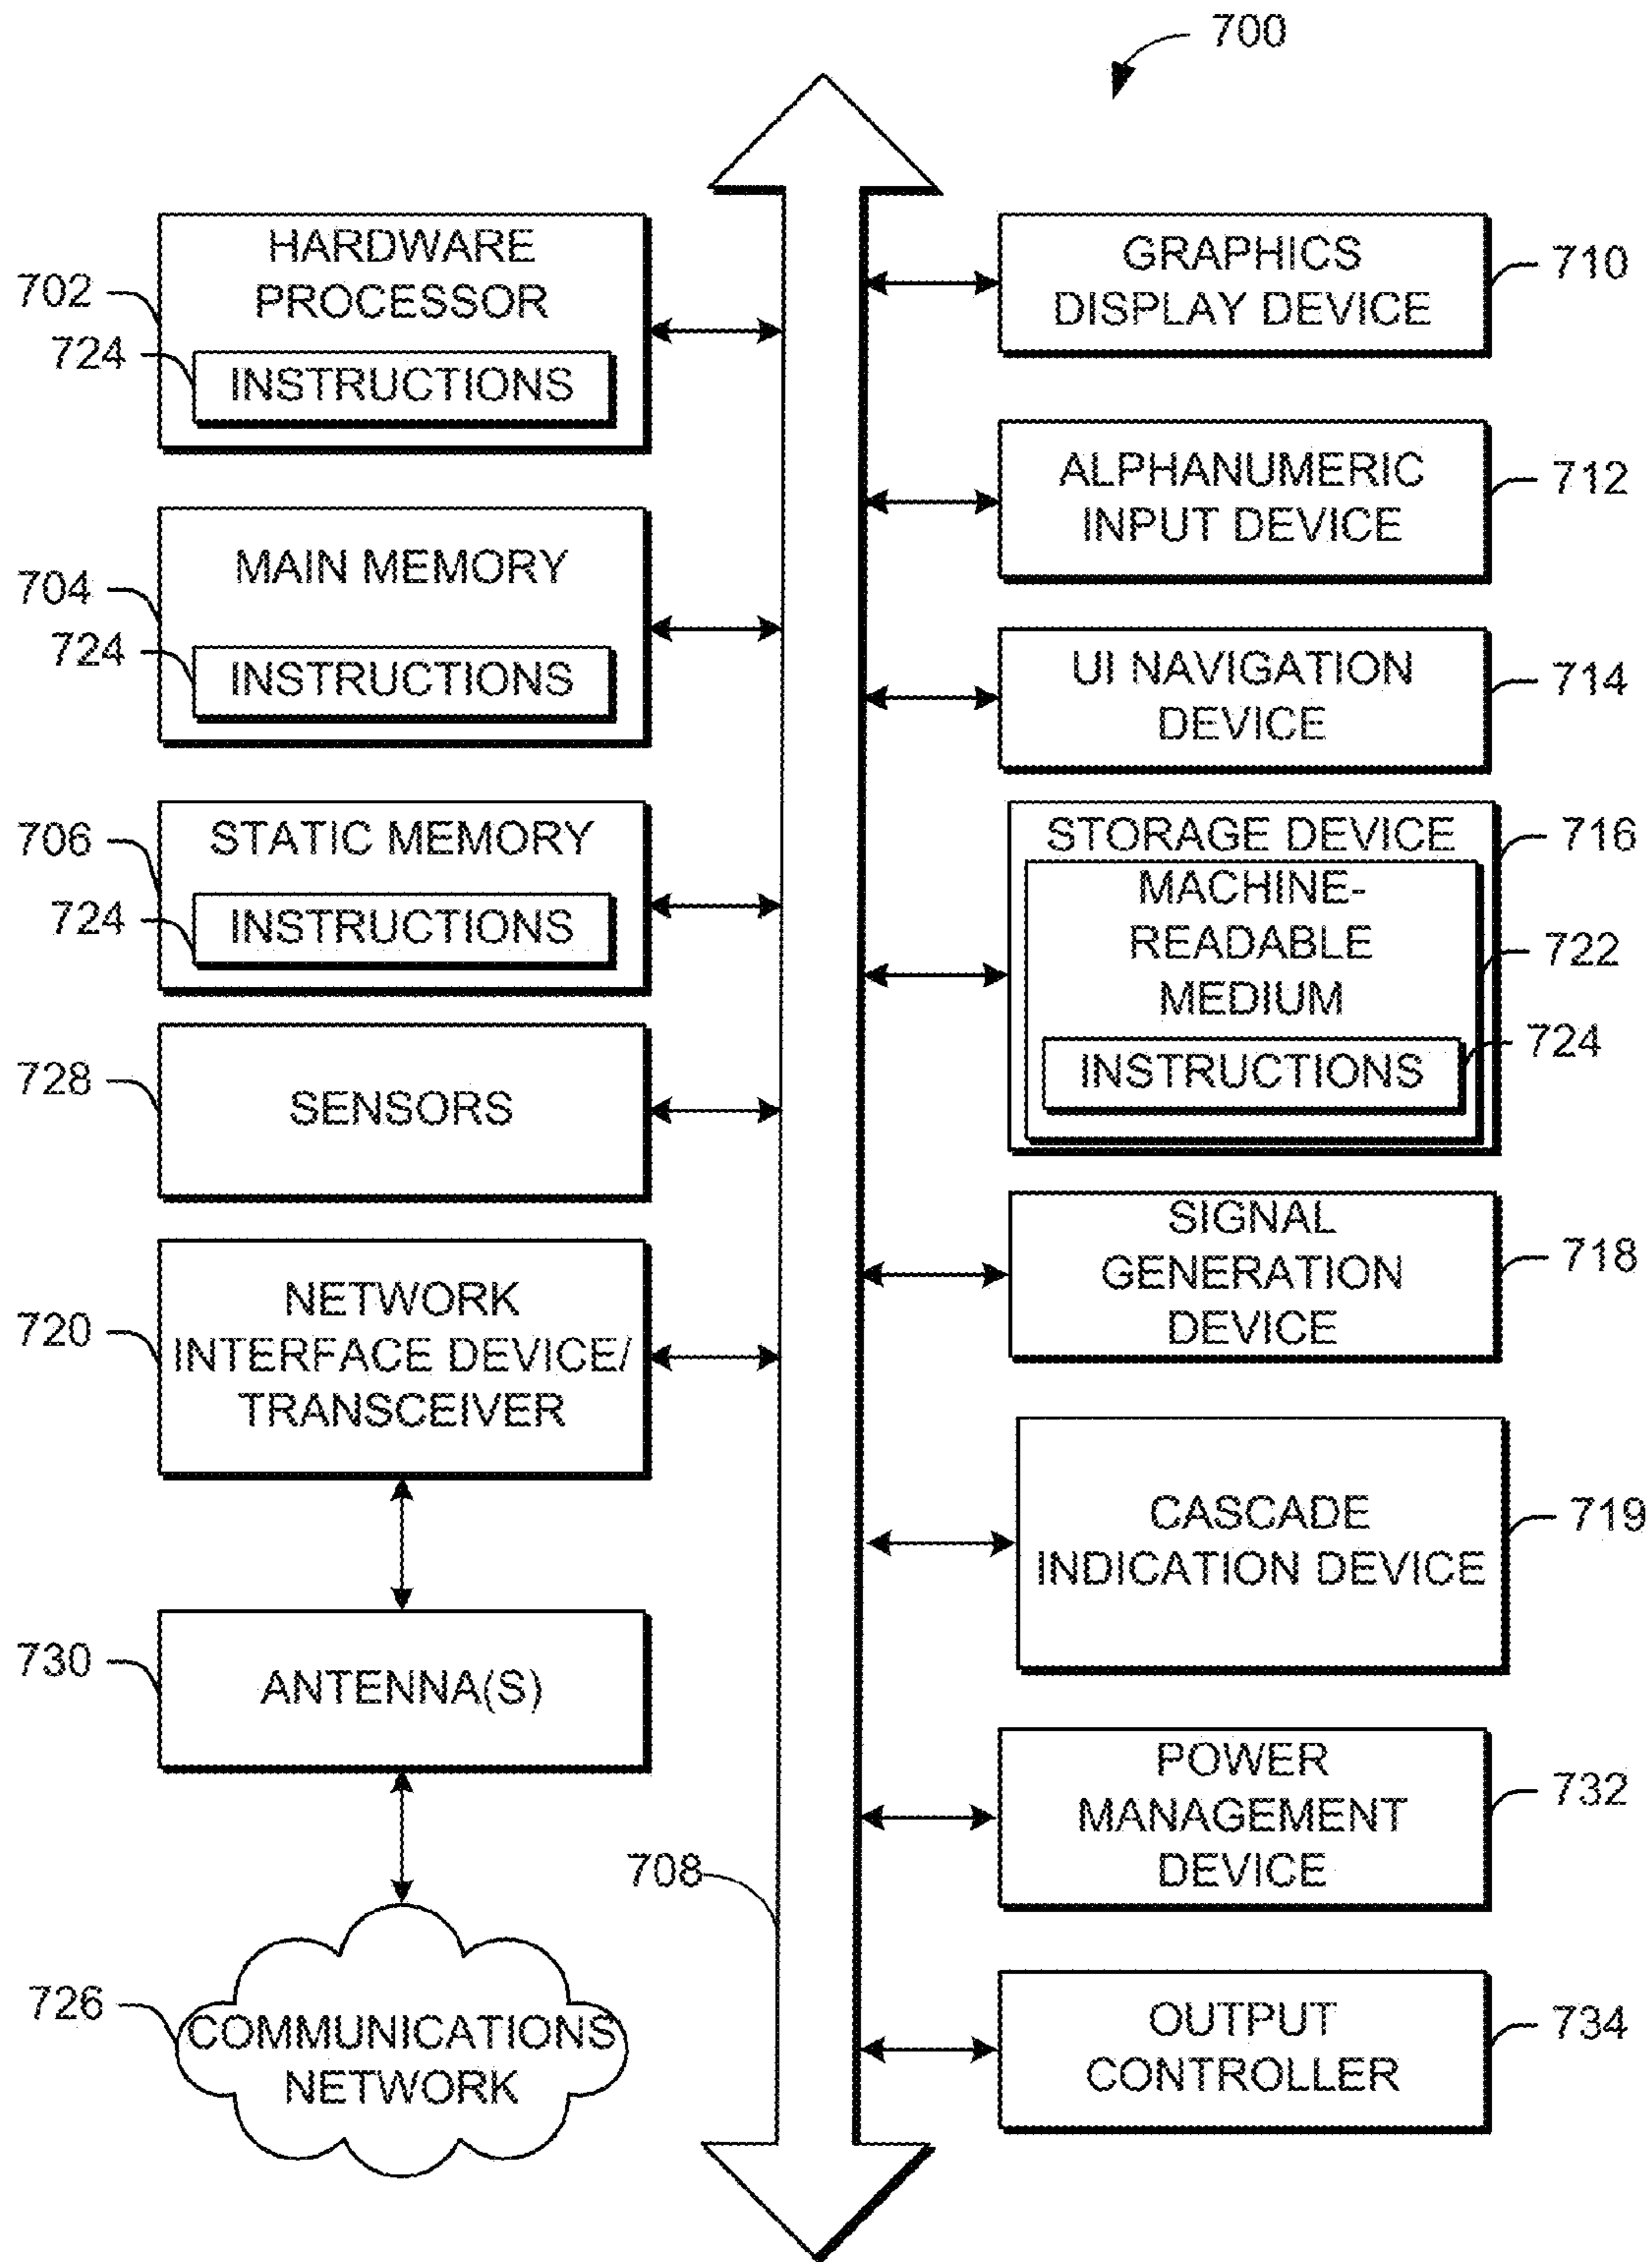 700
HARDWARE
PROCESSOR
702
724
INSTRUCTIONS
MAIN MEMORY
704
724
INSTRUCTIONS
STATIC MEMORY
706
724
INSTRUCTIONS
728
SENSORS
NETWORK
INTERFACE DEVICE/
TRANSCEIVER
720
730
ANTENNA(S)
708
726
COMMUNICATIONS
NETWORK
GRAPHICS
DISPLAY DEVICE
710
ALPHANUMERIC
INPUT DEVICE
712
UI NAVIGATION
DEVICE
714
STORAGE DEVICE
716
MACHINE-
READABLE
MEDIUM
722
INSTRUCTIONS
724
SIGNAL
GENERATION
DEVICE
718
CASCADE
INDICATION DEVICE
719
POWER
MANAGEMENT
DEVICE
732
OUTPUT
CONTROLLER
734